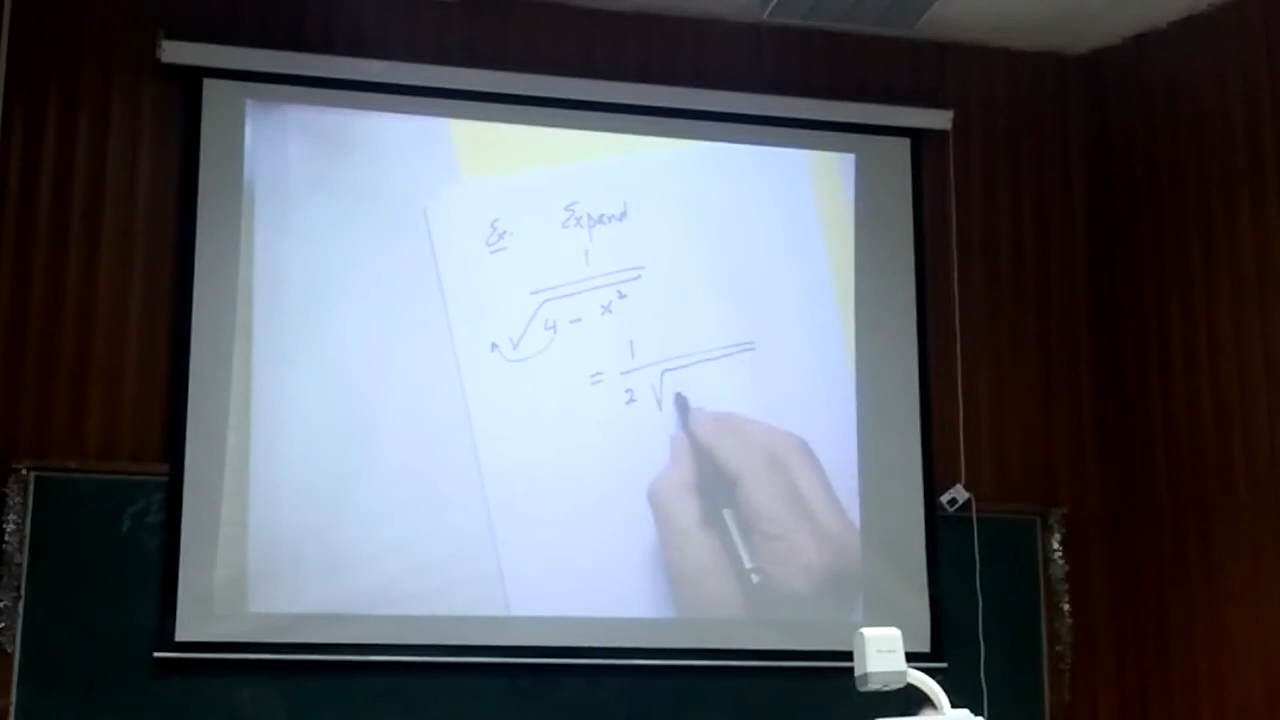 Ex. Expand
1
√4 - x²
= 1
2 √